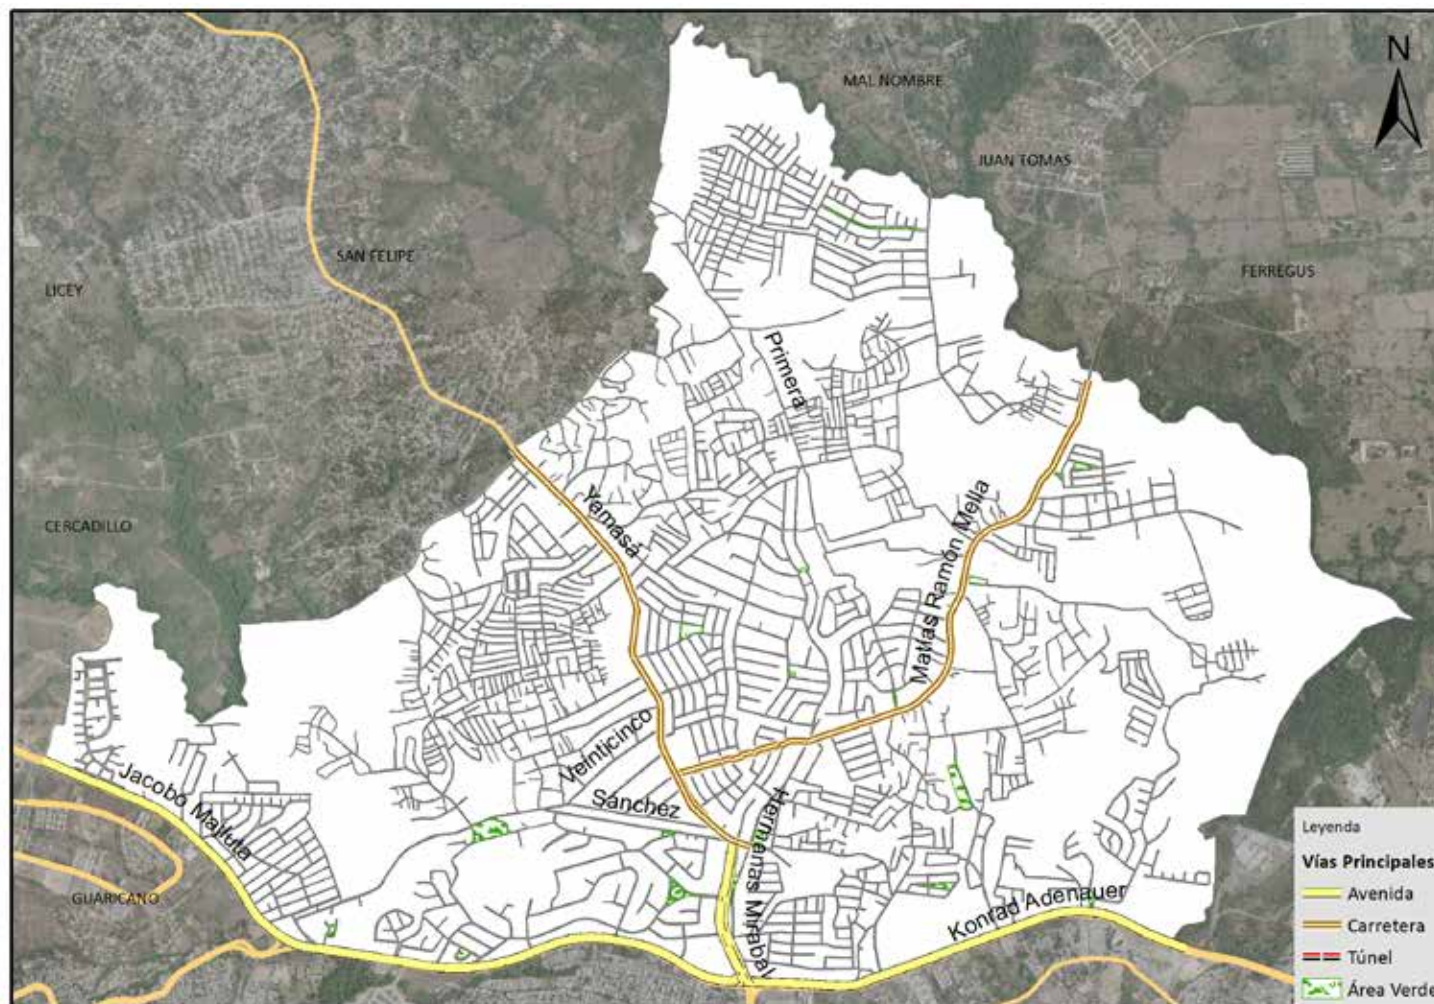 N
MAL NOMBRE
JUAN TOMAS
SAN FELIPE
FERREGUS
LICEY
Primera
CERCADILLO
Yamasá
Matías Ramón Mella
Veinticinco
Sánchez
Hermanas Mirabal
Jacobo Majluta
GUARICANO
Konrad Adenauer
Leyenda
Vías Principales
Avenida
Carretera
Túnel
Área Verde